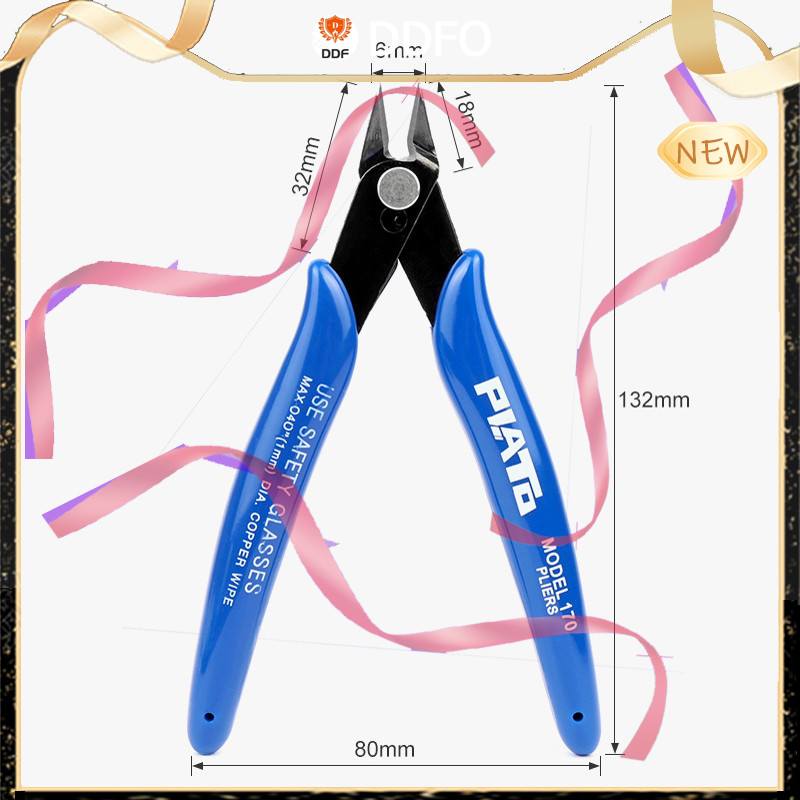 DDFO
DDF
6mm
18mm
32mm
NEW
132mm
PLATO
MODEL 170
PLIERS
USE SAFETY GLASSES
MAX.O40"(1mm) DIA. COPPER WIPE
80mm